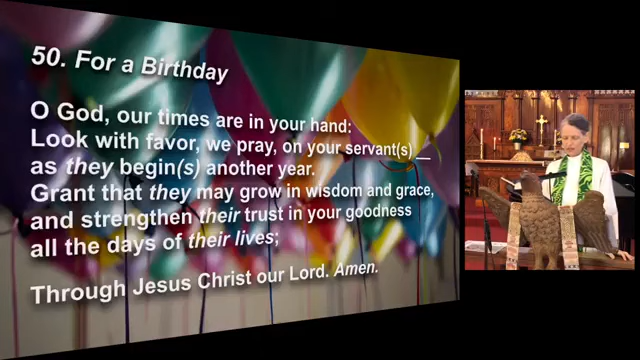 50. For a Birthday
O God, our times are in your hand:
Look with favor, we pray, on your servant(s) __
as they begin(s) another year.
Grant that they may grow in wisdom and grace,
and strengthen their trust in your goodness
all the days of their lives;
Through Jesus Christ our Lord. Amen.